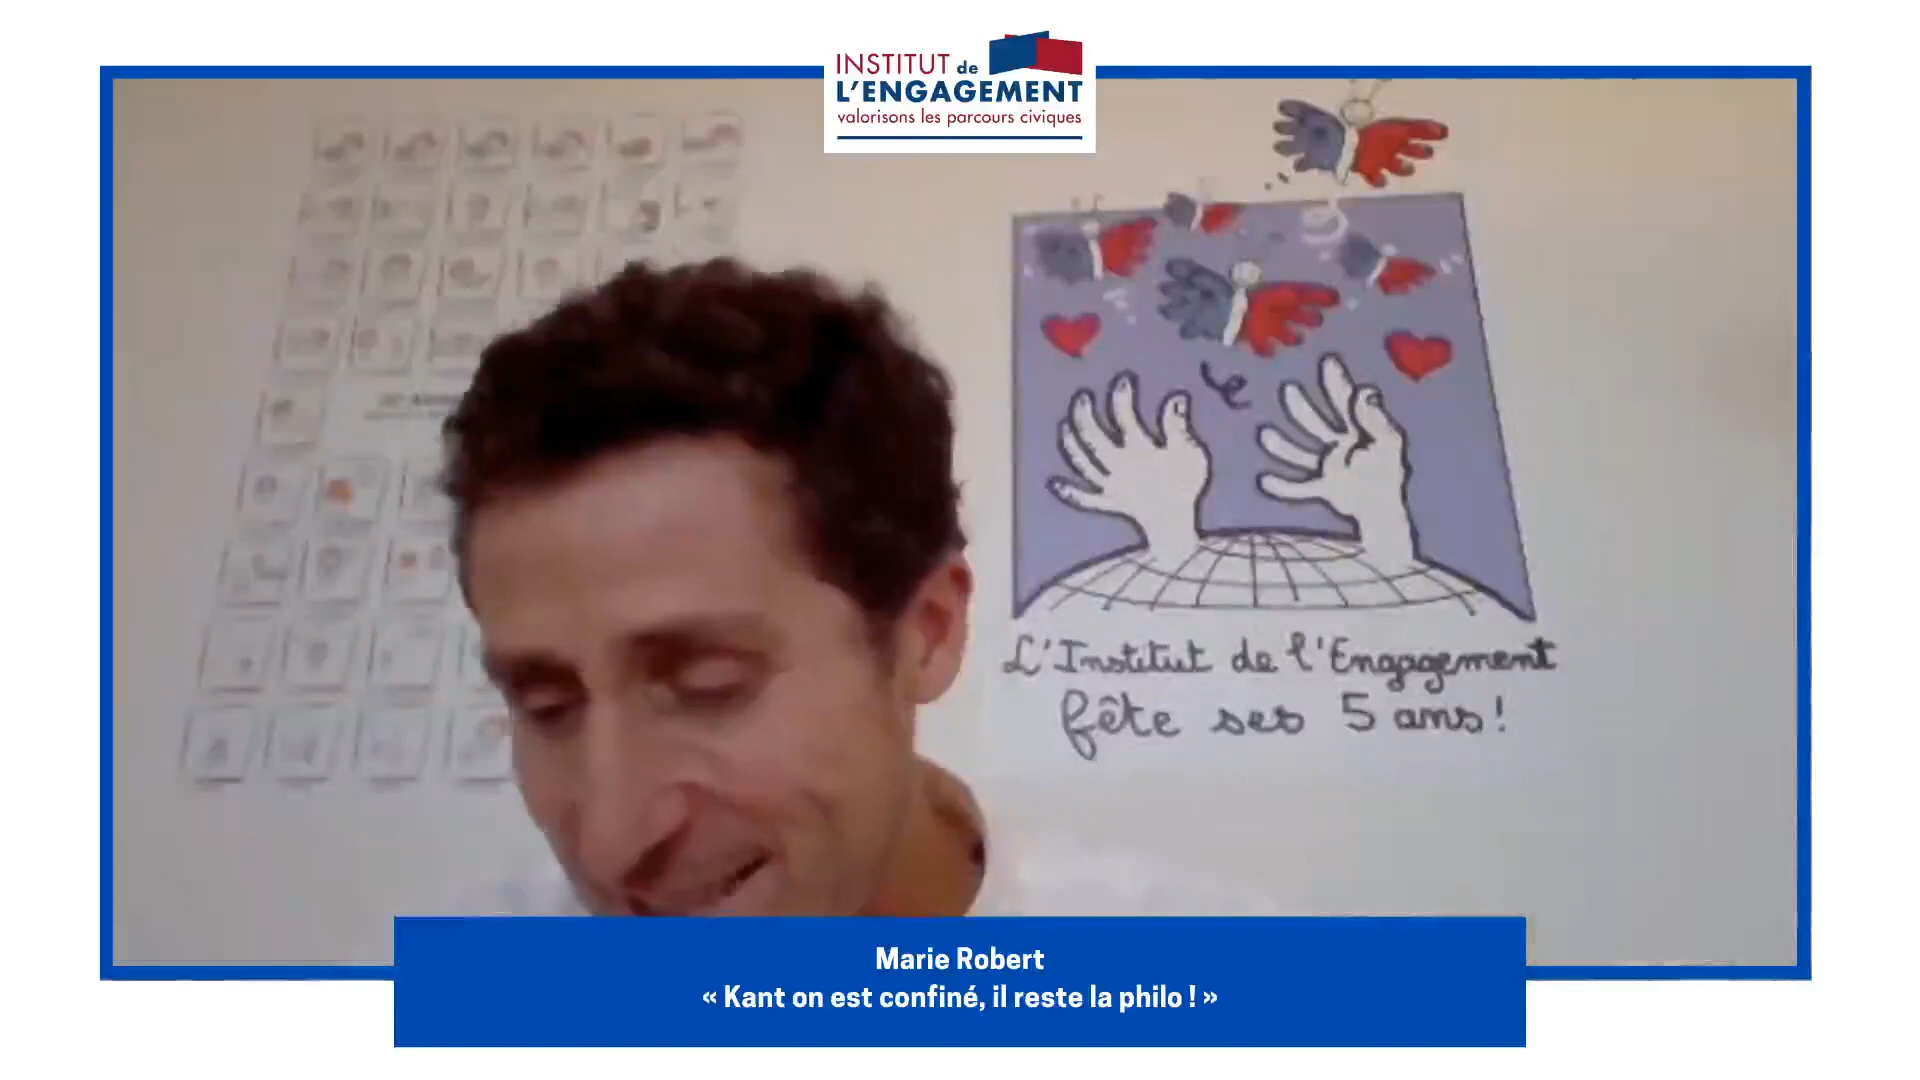 INSTITUT de
L'ENGAGEMENT
valorisons les parcours civiques
L'Institut de l'Engagement
fête ses 5 ans !
Marie Robert
« Kant on est confiné, il reste la philo ! »